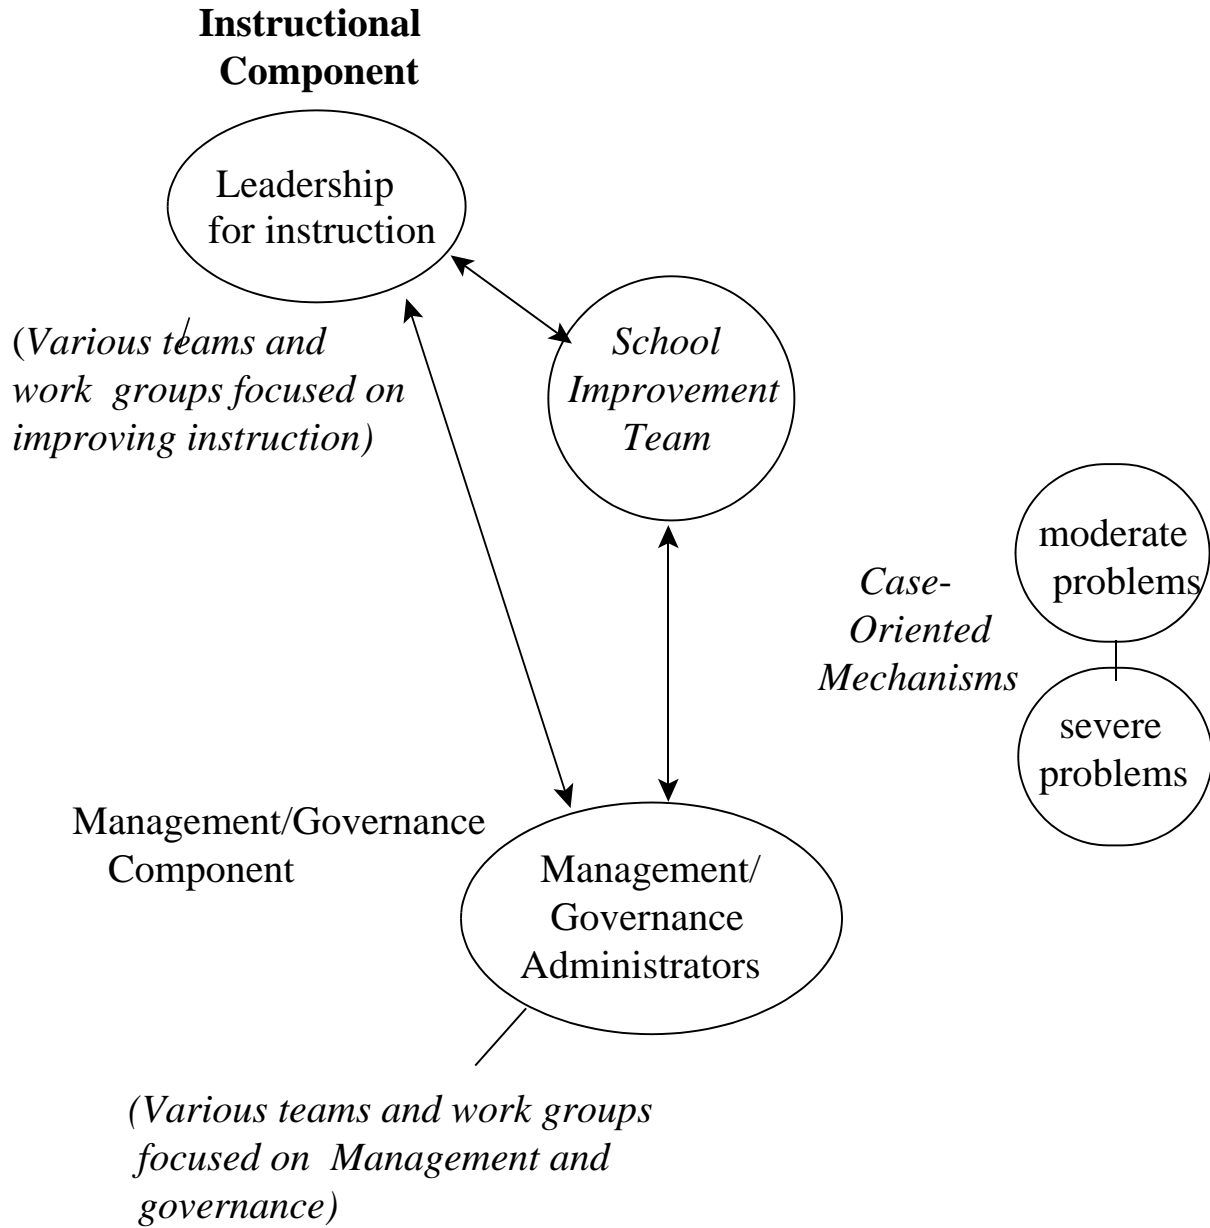 Instructional
Component
Leadership
for instruction
(Various teams and
work groups focused on
improving instruction)
School
Improvement
Team
moderate
problems
Case-
Oriented
Mechanisms
severe
problems
Management/Governance
Component
Management/
Governance
Administrators
(Various teams and work groups
focused on Management and
governance)